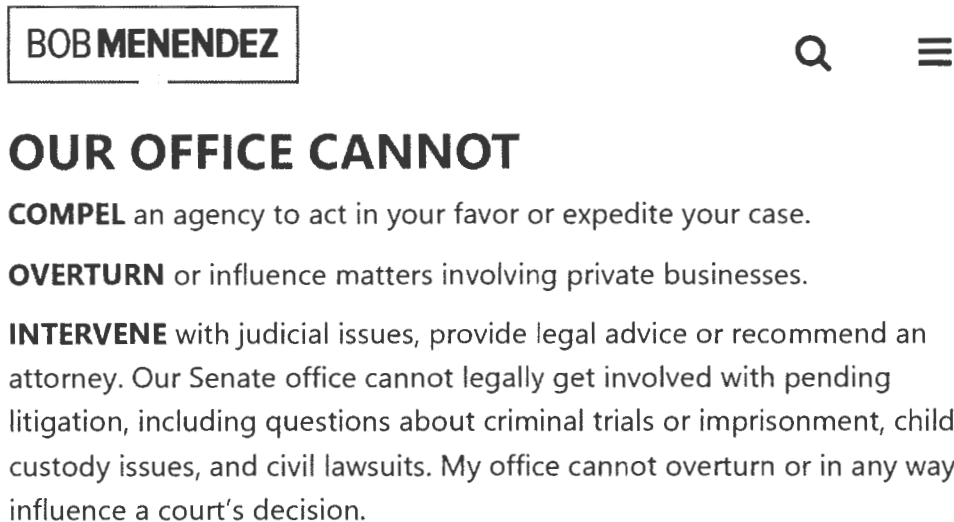 BOB MENENDEZ
OUR OFFICE CANNOT
COMPEL an agency to act in your favor or expedite your case.
OVERTURN or influence matters involving private businesses.
INTERVENE with judicial issues, provide legal advice or recommend an
attorney. Our Senate office cannot legally get involved with pending
litigation, including questions about criminal trials or imprisonment, child
custody issues, and civil lawsuits. My office cannot overturn or in any way
influence a court's decision.